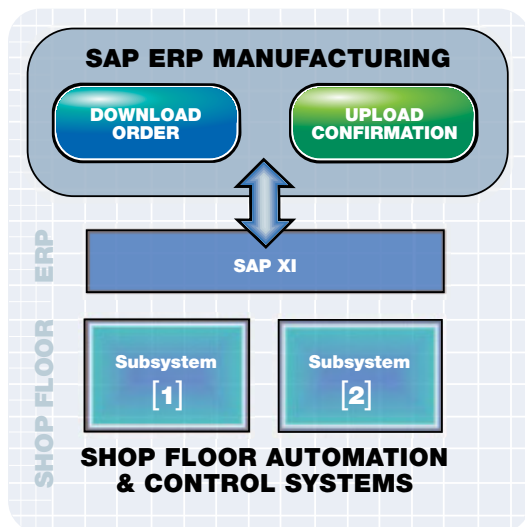 SAP ERP MANUFACTURING
DOWNLOAD
ORDER
UPLOAD
CONFIRMATION
ERP
SAP XI
SHOP FLOOR
Subsystem
[1]
Subsystem
[2]
SHOP FLOOR AUTOMATION
& CONTROL SYSTEMS